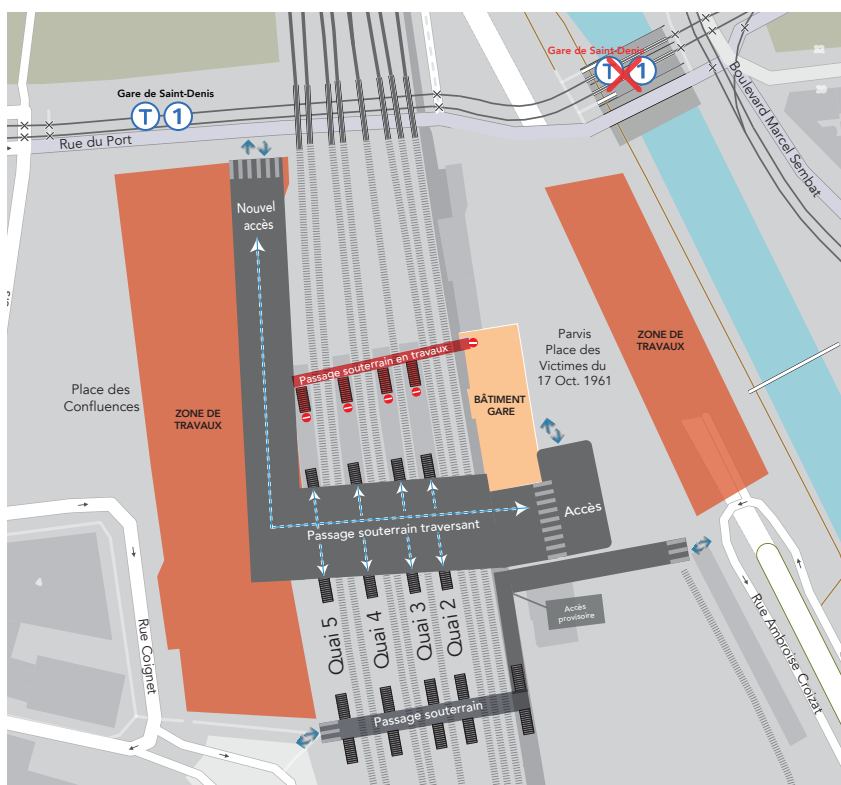 Gare de Saint-Denis
T 1
Gare de Saint-Denis
T 1
Rue du Port
Boulevard Marcel Sembat
Nouvel
accès
Passage souterrain en travaux
Parvis
Place des
Victimes du
17 Oct. 1961
ZONE DE
TRAVAUX
Place des
Confluences
ZONE DE
TRAVAUX
BÂTIMENT
GARE
Accès
Passage souterrain traversant
Quai 5
Quai 4
Quai 3
Quai 2
Accès
provisoire
Rue Coignet
Rue Ambroise Croizat
Passage souterrain
4